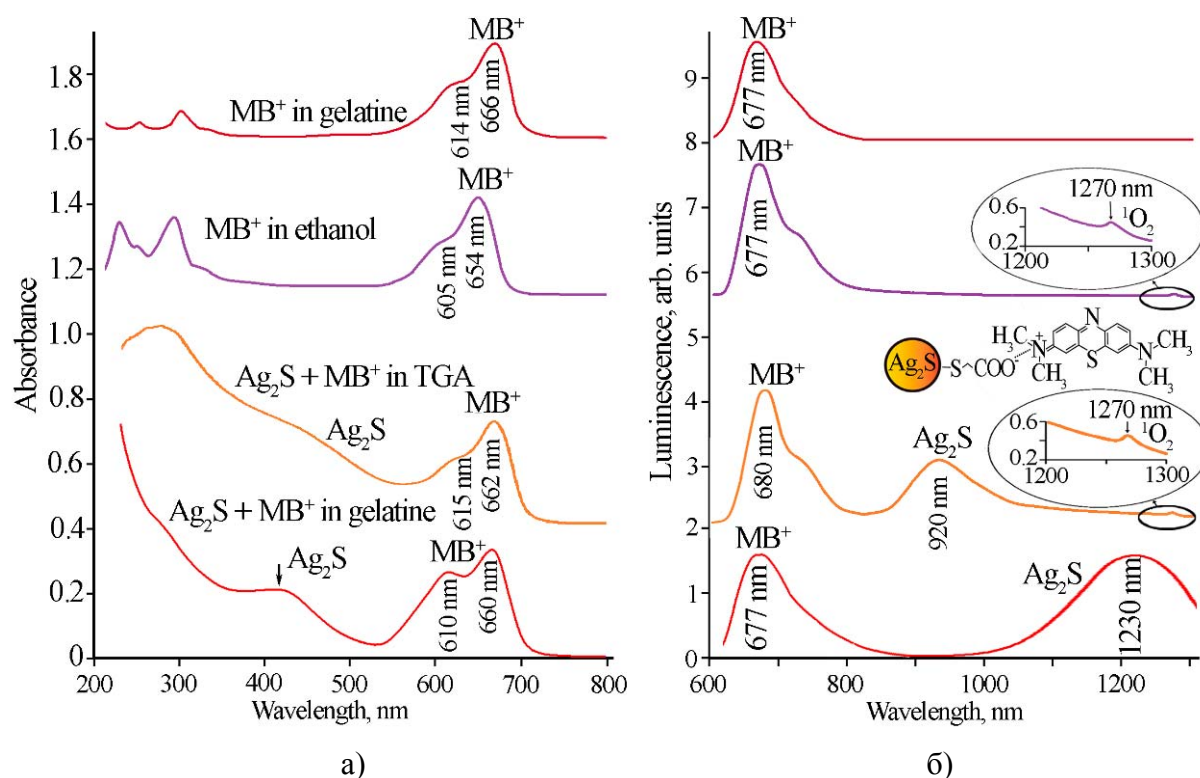 MB⁺
1.8
MB⁺ in gelatine
614 nm
666 nm
1.6
MB⁺
1.4
MB⁺ in ethanol
605 nm
654 nm
1.2
1.0
Ag₂S + MB⁺ in TGA
0.8
Ag₂S
MB⁺
615 nm
662 nm
0.6
0.4
Ag₂S + MB⁺ in gelatine
Ag₂S
MB⁺
610 nm
660 nm
0.2
0
200 300 400 500 600 700 800
Wavelength, nm
Absorbance
а)
MB⁺
9
677 nm
8
MB⁺
7
677 nm
6
1270 nm
0.6
¹O₂
0.2
1200 1300
5
N
H₃C
N⁺
CH₃
S
N
CH₃
CH₃
Ag₂S
S
COO⁻
MB⁺
4
680 nm
Ag₂S
3
920 nm
1270 nm
0.6
¹O₂
0.2
1200 1300
2
MB⁺
1
677 nm
Ag₂S
1230 nm
0
600 800 1000 1200
Wavelength, nm
Luminescence, arb. units
б)